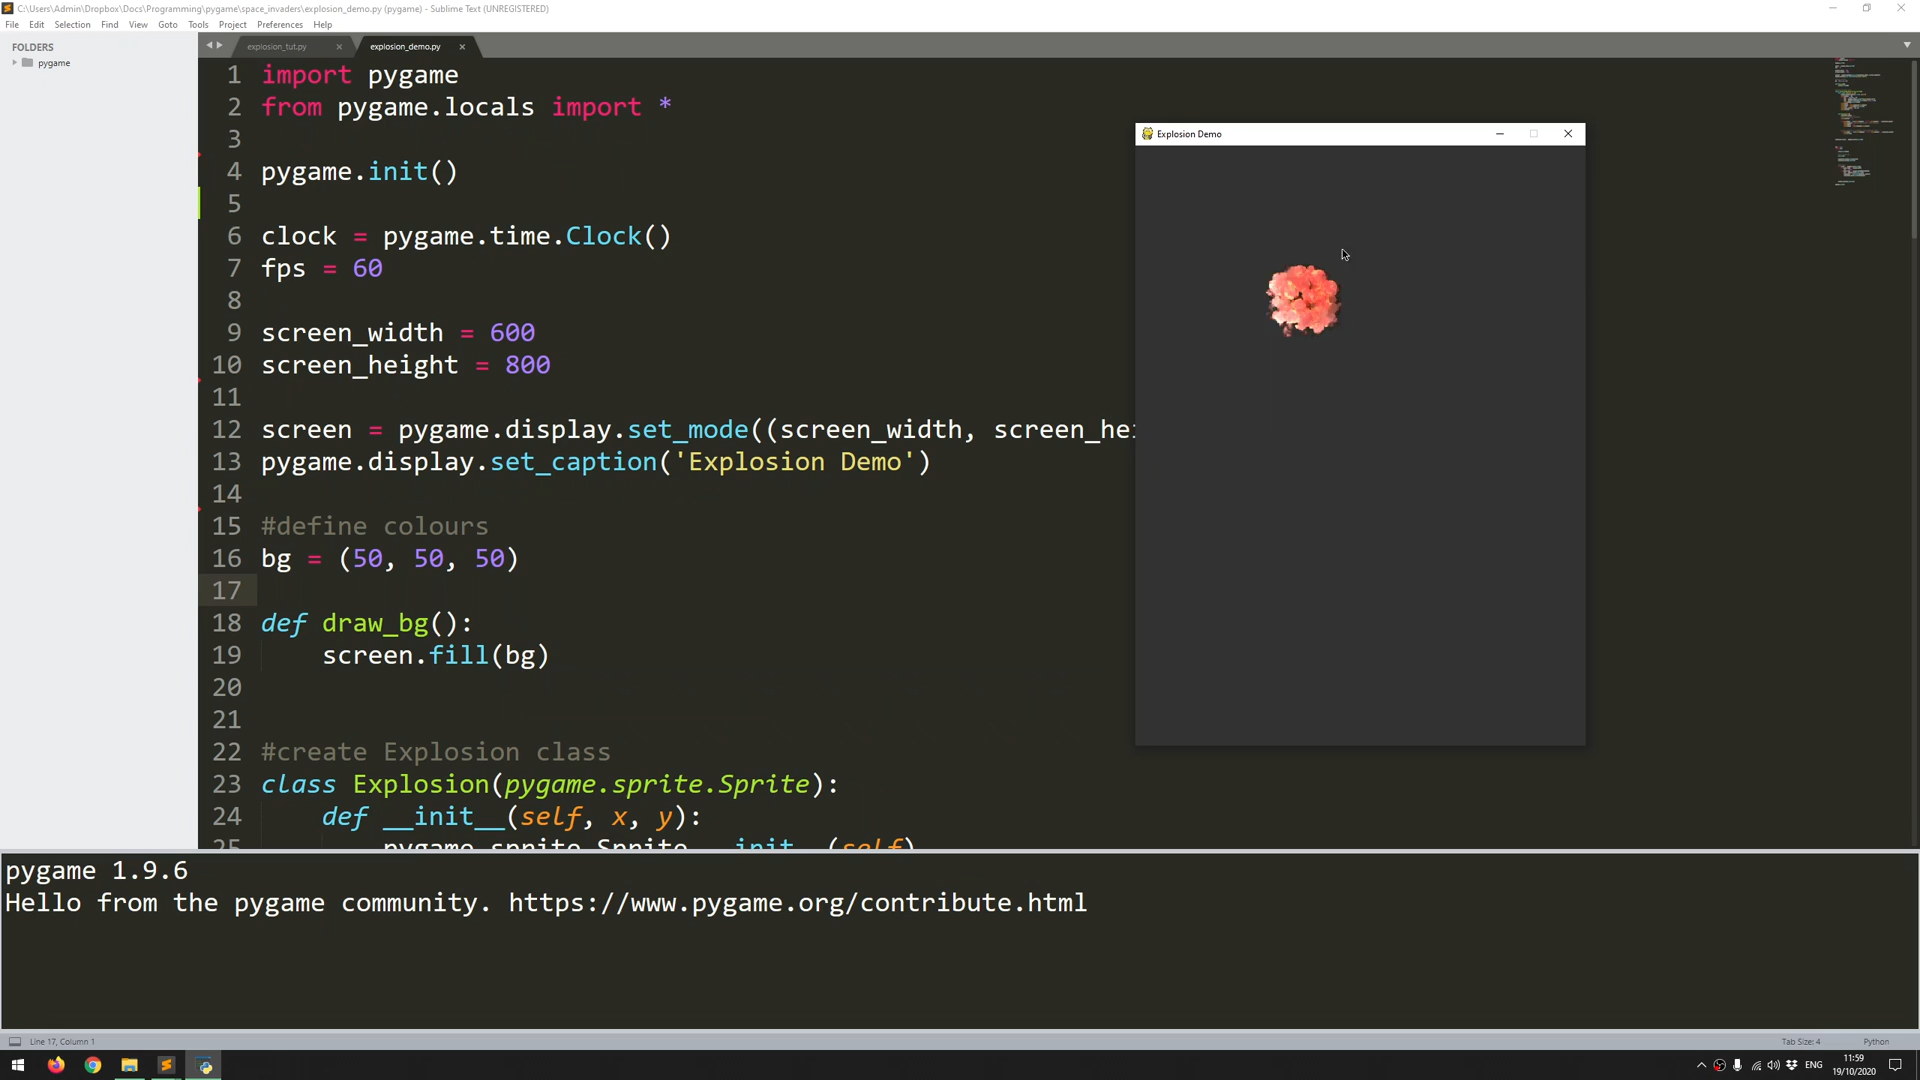 C:\Users\Admin\Dropbox\Docs\Programming\pygame\space_invaders\explosion_demo.py (pygame) - Sublime Text (UNREGISTERED)
File Edit Selection Find View Goto Tools Project Preferences Help
FOLDERS
pygame
explosion_tut.py
explosion_demo.py
1 import pygame
2 from pygame.locals import *
3
4 pygame.init()
5
6 clock = pygame.time.Clock()
7 fps = 60
8
9 screen_width = 600
10 screen_height = 800
11
12 screen = pygame.display.set_mode((screen_width, screen_hei
13 pygame.display.set_caption('Explosion Demo')
14
15 #define colours
16 bg = (50, 50, 50)
17
18 def draw_bg():
19 screen.fill(bg)
20
21
22 #create Explosion class
23 class Explosion(pygame.sprite.Sprite):
24 def __init__(self, x, y):
25 pygame.sprite.Sprite.__init__(self)
Explosion Demo
pygame 1.9.6
Hello from the pygame community. https://www.pygame.org/contribute.html
Line 17, Column 1
Tab Size: 4
Python
ENG
11:59
19/10/2020